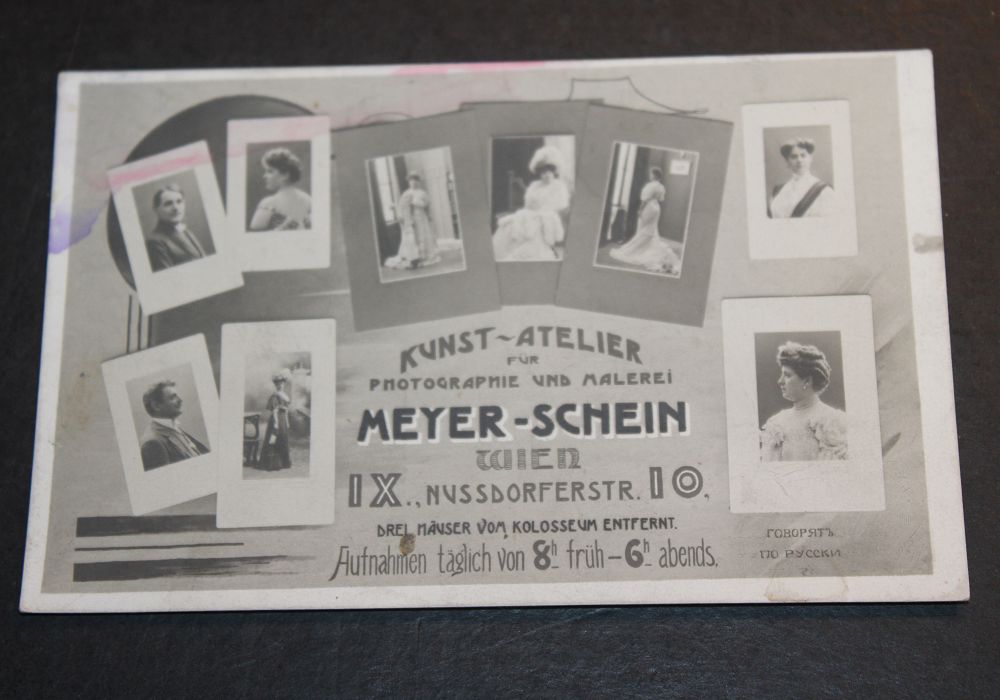 KUNST~ATELIER
FÜR
PHOTOGRAPHIE UND MALEREI
MEYER-SCHEIN
WIEN
IX., NUSSDORFERSTR. 10,
DREI HÄUSER VOM KOLOSSEUM ENTFERNT.
Aufnahmen täglich von 8h früh – 6h abends.
ГОВОРЯТЪ
ПО РУССКИ